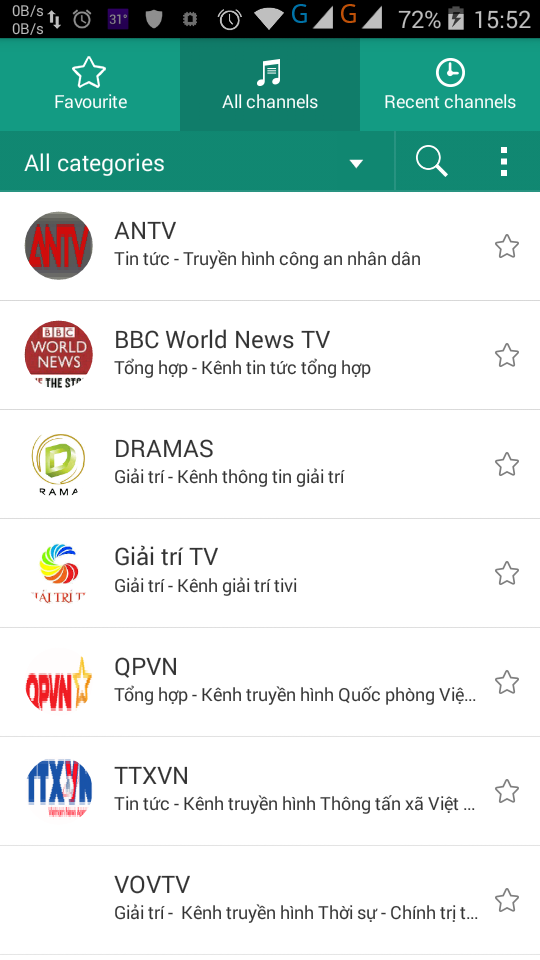 0B/s
0B/s
31°
G
G
72%
15:52
Favourite
All channels
Recent channels
All categories
ANTV
ANTV
Tin tức - Truyền hình công an nhân dân
BBC
WORLD
NEWS
THE STO
BBC World News TV
Tổng hợp - Kênh tin tức tổng hợp
RAMA
DRAMAS
Giải trí - Kênh thông tin giải trí
IẢI TRÍ T
Giải trí TV
Giải trí - Kênh giải trí tivi
QPVN
QPVN
Tổng hợp - Kênh truyền hình Quốc phòng Việ...
TTXVN
Vietnam News Agen
TTXVN
Tin tức - Kênh truyền hình Thông tấn xã Việt ...
VOVTV
Giải trí -  Kênh truyền hình Thời sự - Chính trị t...